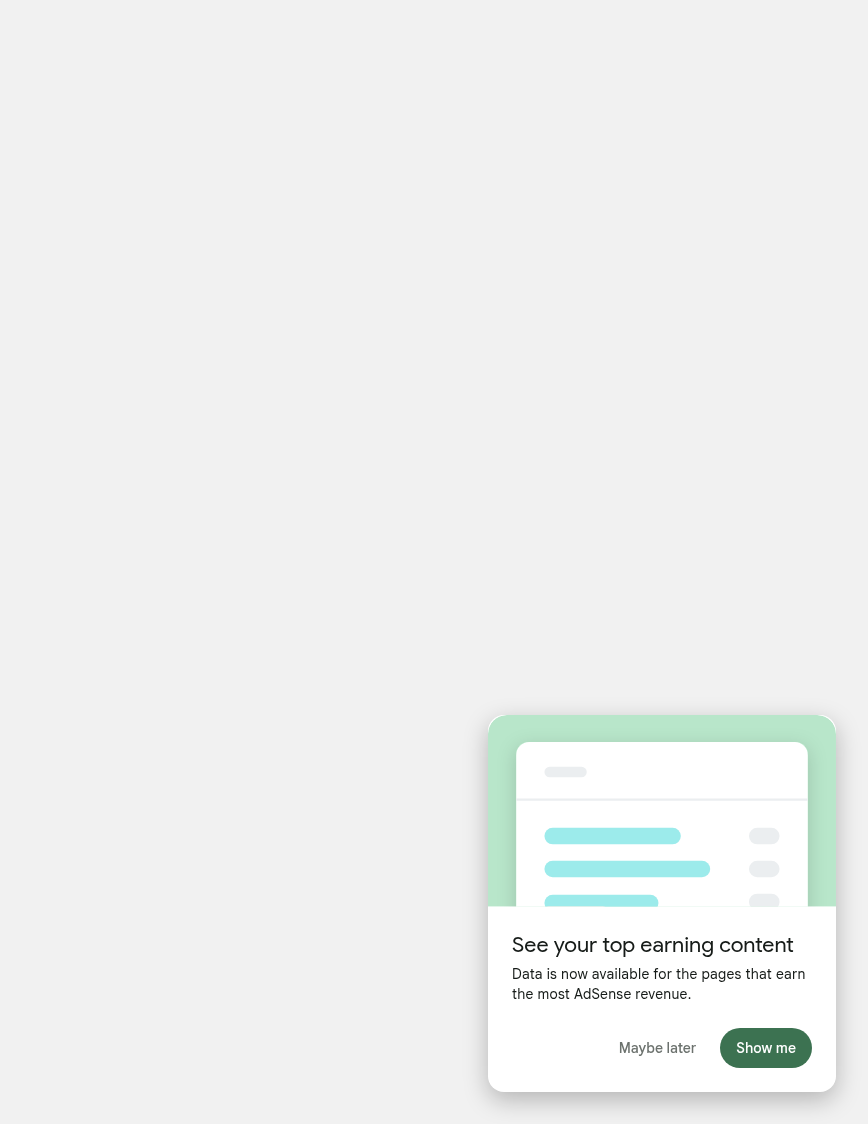 See your top earning content
Data is now available for the pages that earn
the most AdSense revenue.
Maybe later
Show me